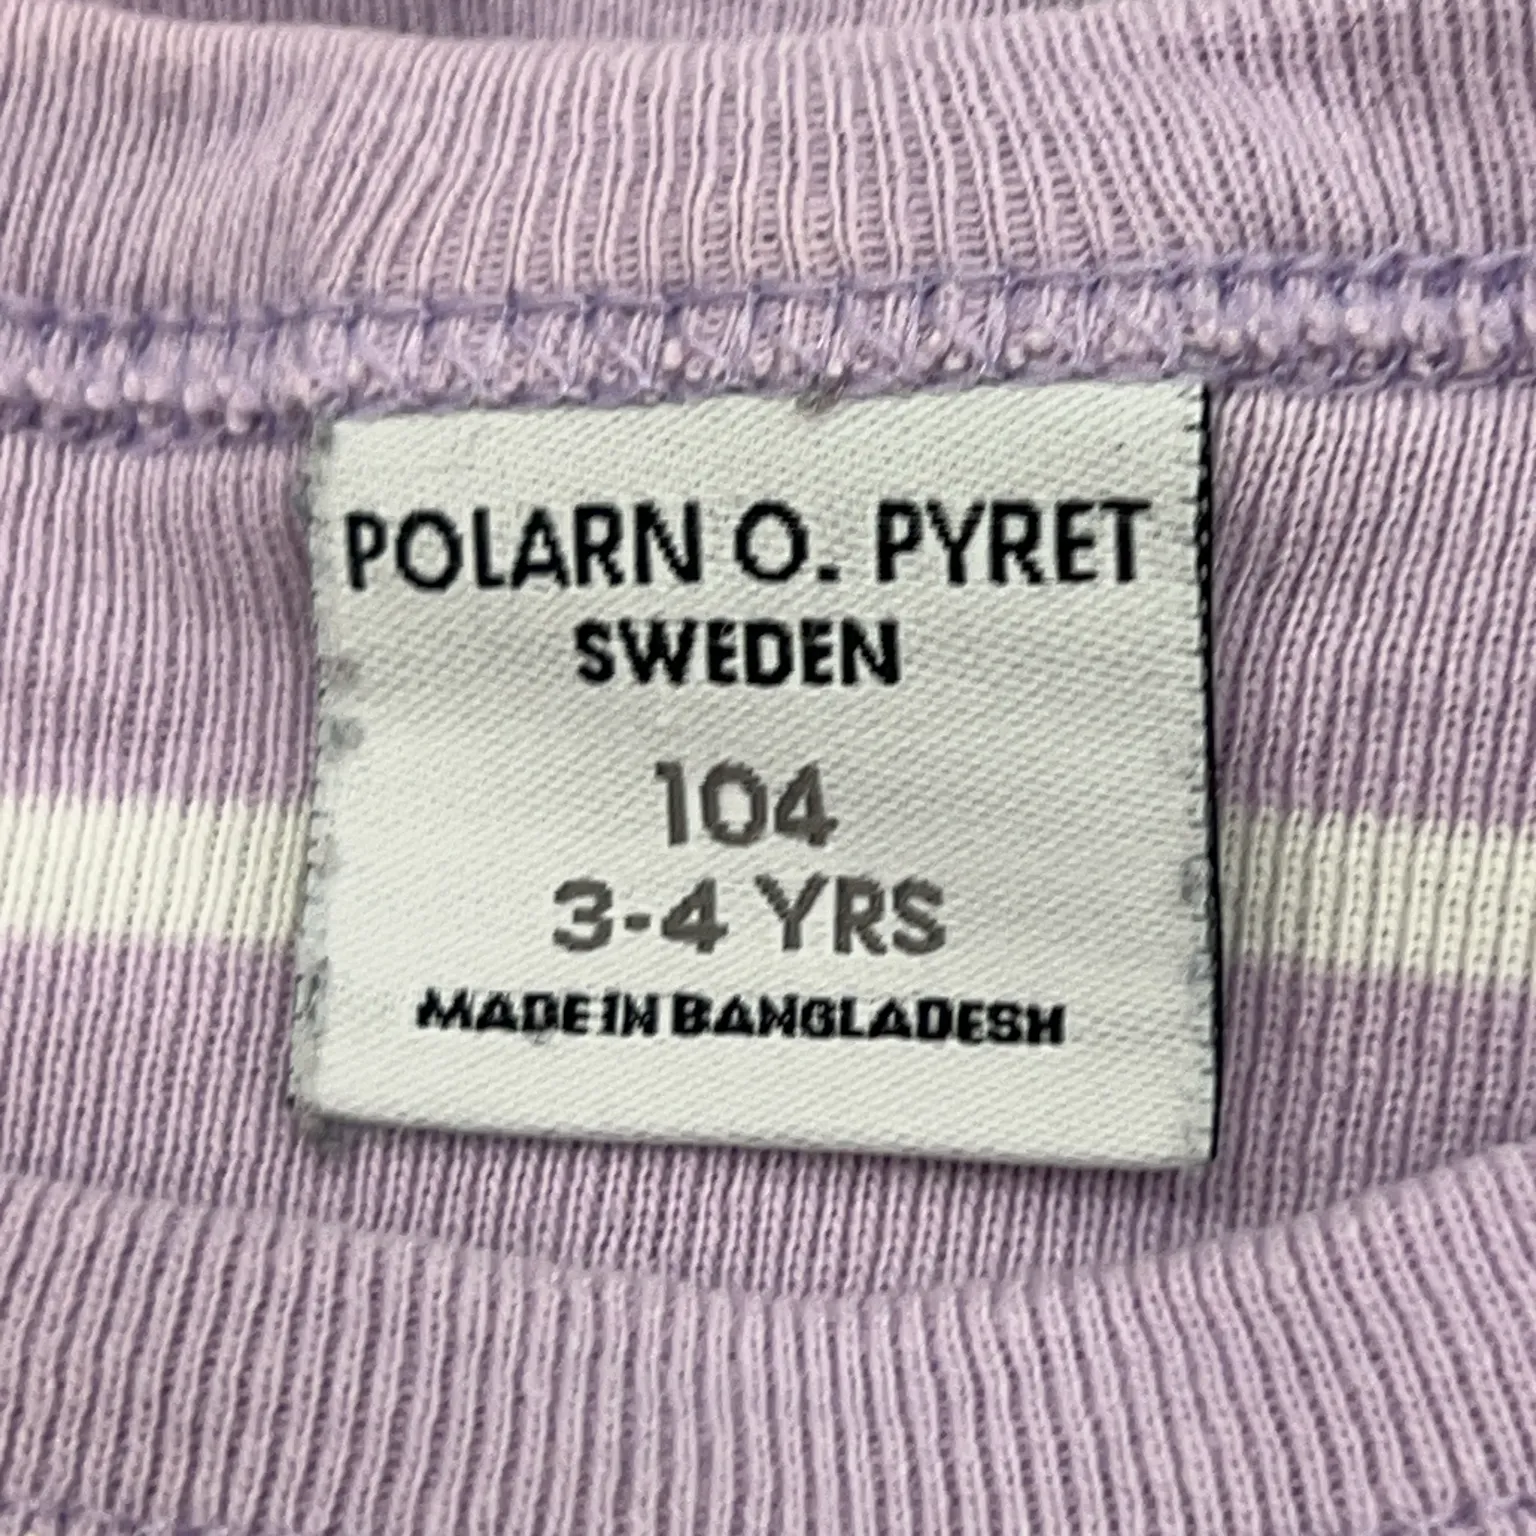 POLARN O. PYRET
SWEDEN
104
3-4 YRS
MADE IN BANGLADESH